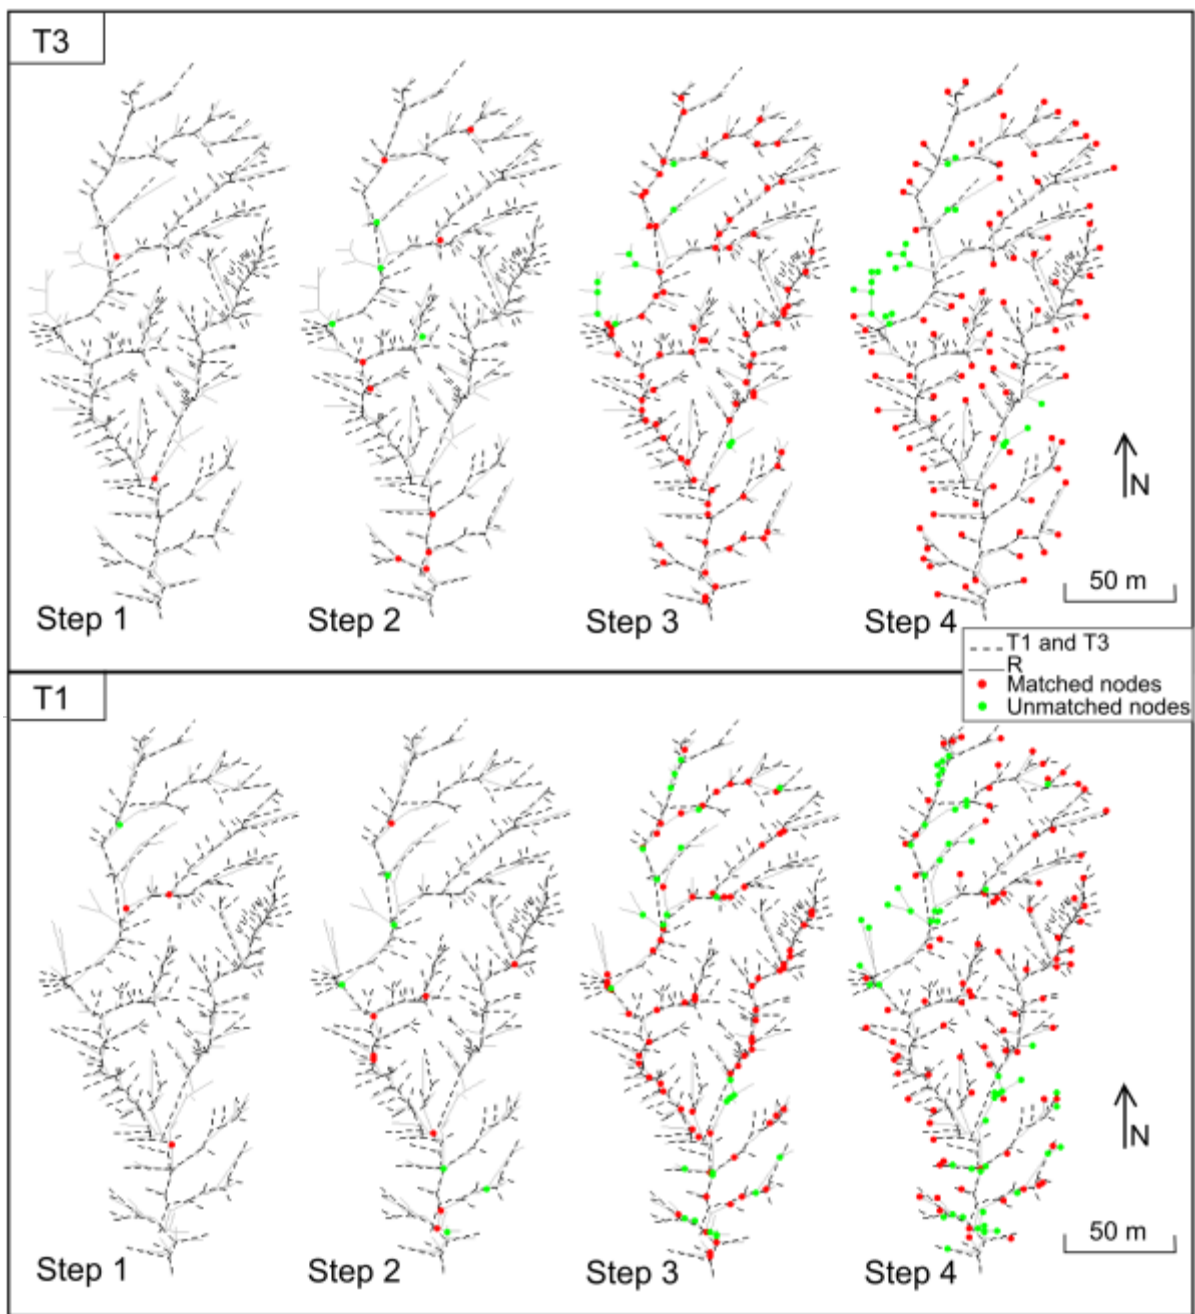 T3
Step 1
Step 2
Step 3
Step 4
N
50 m
T1 and T3
R
Matched nodes
Unmatched nodes
T1
Step 1
Step 2
Step 3
Step 4
N
50 m